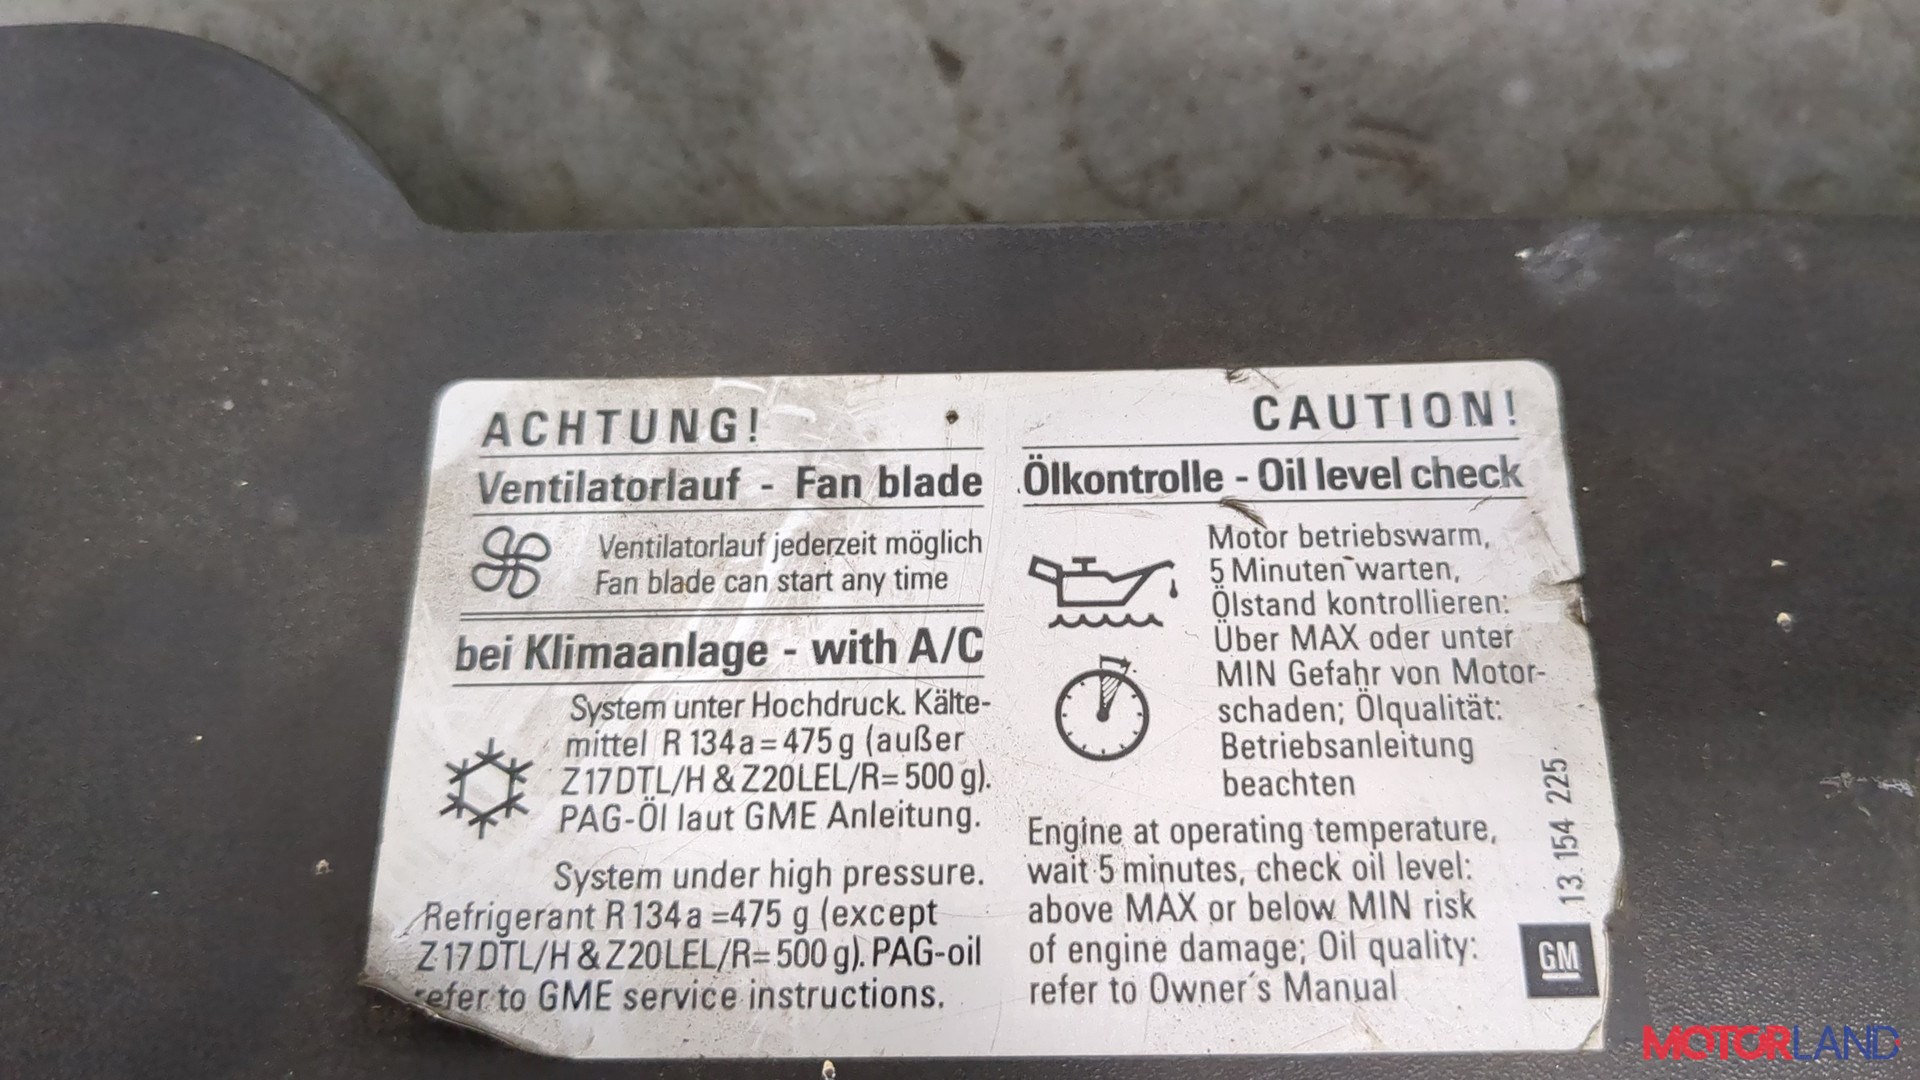 ACHTUNG!
Ventilatorlauf - Fan blade
Ventilatorlauf jederzeit möglich
Fan blade can start any time
bei Klimaanlage - with A/C
System unter Hochdruck. Kälte-
mittel R 134 a = 475 g (außer
Z17DTL/H & Z20LEL/R= 500 g).
PAG-Öl laut GME Anleitung.
System under high pressure.
Refrigerant R 134 a =475 g (except
Z17DTL/H & Z20LEL/R= 500 g). PAG-oil
refer to GME service instructions.
CAUTION!
Ölkontrolle - Oil level check
Motor betriebswarm,
5 Minuten warten,
Ölstand kontrollieren:
Über MAX oder unter
MIN Gefahr von Motor-
schaden; Ölqualität:
Betriebsanleitung
beachten
Engine at operating temperature,
wait 5 minutes, check oil level:
above MAX or below MIN risk
of engine damage; Oil quality:
refer to Owner´s Manual
13 154 225
GM
MOTORLAND